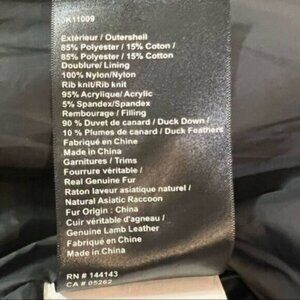 JK11009
Extérieur / Outershell
85% Polyester / 15% Coton /
85% Polyester / 15% Cotton
Doublure/ Lining
100% Nylon/Nylon
Rib knit/Rib knit
95% Acrylique/ Acrylic
5% Spandex/Spandex
Rembourage / Filling
90 % Duvet de canard / Duck Down /
10 % Plumes de canard / Duck Feathers
Fabriqué en Chine
Made in China
Garnitures / Trims
Fourrure véritable /
Real Genuine Fur
Raton laveur asiatique naturel /
Natural Asiatic Raccoon
Fur Origin : China
Cuir véritable d'agneau /
Genuine Lamb Leather
Fabriqué en Chine
Made in China
RN # 144143
CA # 05262